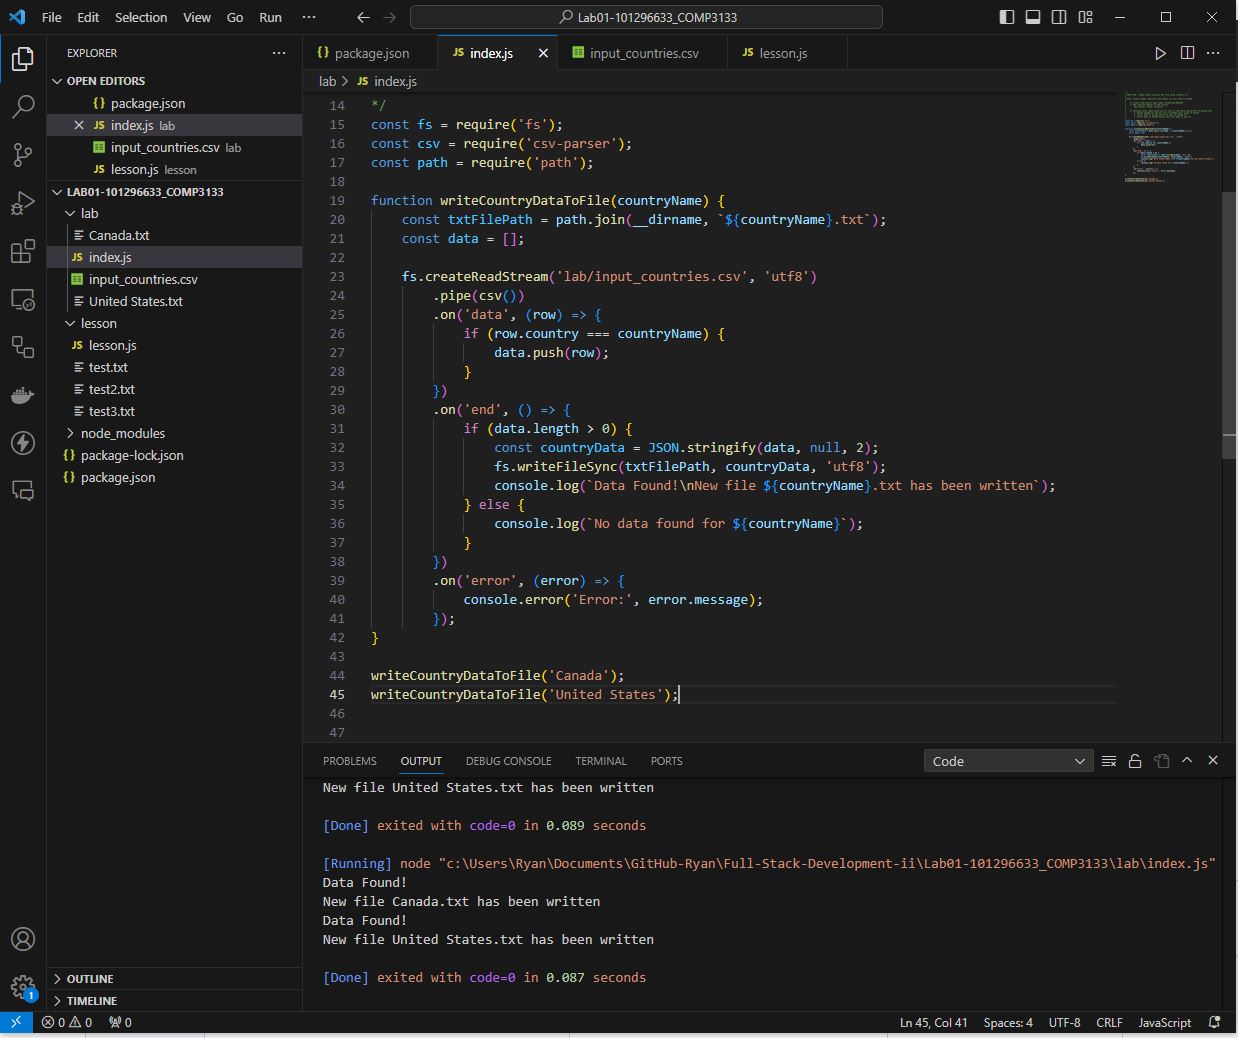 File Edit Selection View Go Run ··· Lab01-101296633_COMP3133
EXPLORER ···
OPEN EDITORS
{} package.json
JS index.js lab
input_countries.csv lab
JS lesson.js lesson
LAB01-101296633_COMP3133
lab
Canada.txt
JS index.js
input_countries.csv
United States.txt
lesson
JS lesson.js
test.txt
test2.txt
test3.txt
node_modules
{} package-lock.json
{} package.json
OUTLINE
TIMELINE
{} package.json JS index.js input_countries.csv JS lesson.js
lab > JS index.js
14 */
15 const fs = require('fs');
16 const csv = require('csv-parser');
17 const path = require('path');
18
19 function writeCountryDataToFile(countryName) {
20 const txtFilePath = path.join(__dirname, `${countryName}.txt`);
21 const data = [];
22
23 fs.createReadStream('lab/input_countries.csv', 'utf8')
24 .pipe(csv())
25 .on('data', (row) => {
26 if (row.country === countryName) {
27 data.push(row);
28 }
29 })
30 .on('end', () => {
31 if (data.length > 0) {
32 const countryData = JSON.stringify(data, null, 2);
33 fs.writeFileSync(txtFilePath, countryData, 'utf8');
34 console.log(`Data Found!\nNew file ${countryName}.txt has been written`);
35 } else {
36 console.log(`No data found for ${countryName}`);
37 }
38 })
39 .on('error', (error) => {
40 console.error('Error:', error.message);
41 });
42 }
43
44 writeCountryDataToFile('Canada');
45 writeCountryDataToFile('United States');
46
47
PROBLEMS OUTPUT DEBUG CONSOLE TERMINAL PORTS Code
New file United States.txt has been written
[Done] exited with code=0 in 0.089 seconds
[Running] node "c:\Users\Ryan\Documents\GitHub-Ryan\Full-Stack-Development-ii\Lab01-101296633_COMP3133\lab\index.js"
Data Found!
New file Canada.txt has been written
Data Found!
New file United States.txt has been written
[Done] exited with code=0 in 0.087 seconds
1
0 0 0 Ln 45, Col 41 Spaces: 4 UTF-8 CRLF JavaScript